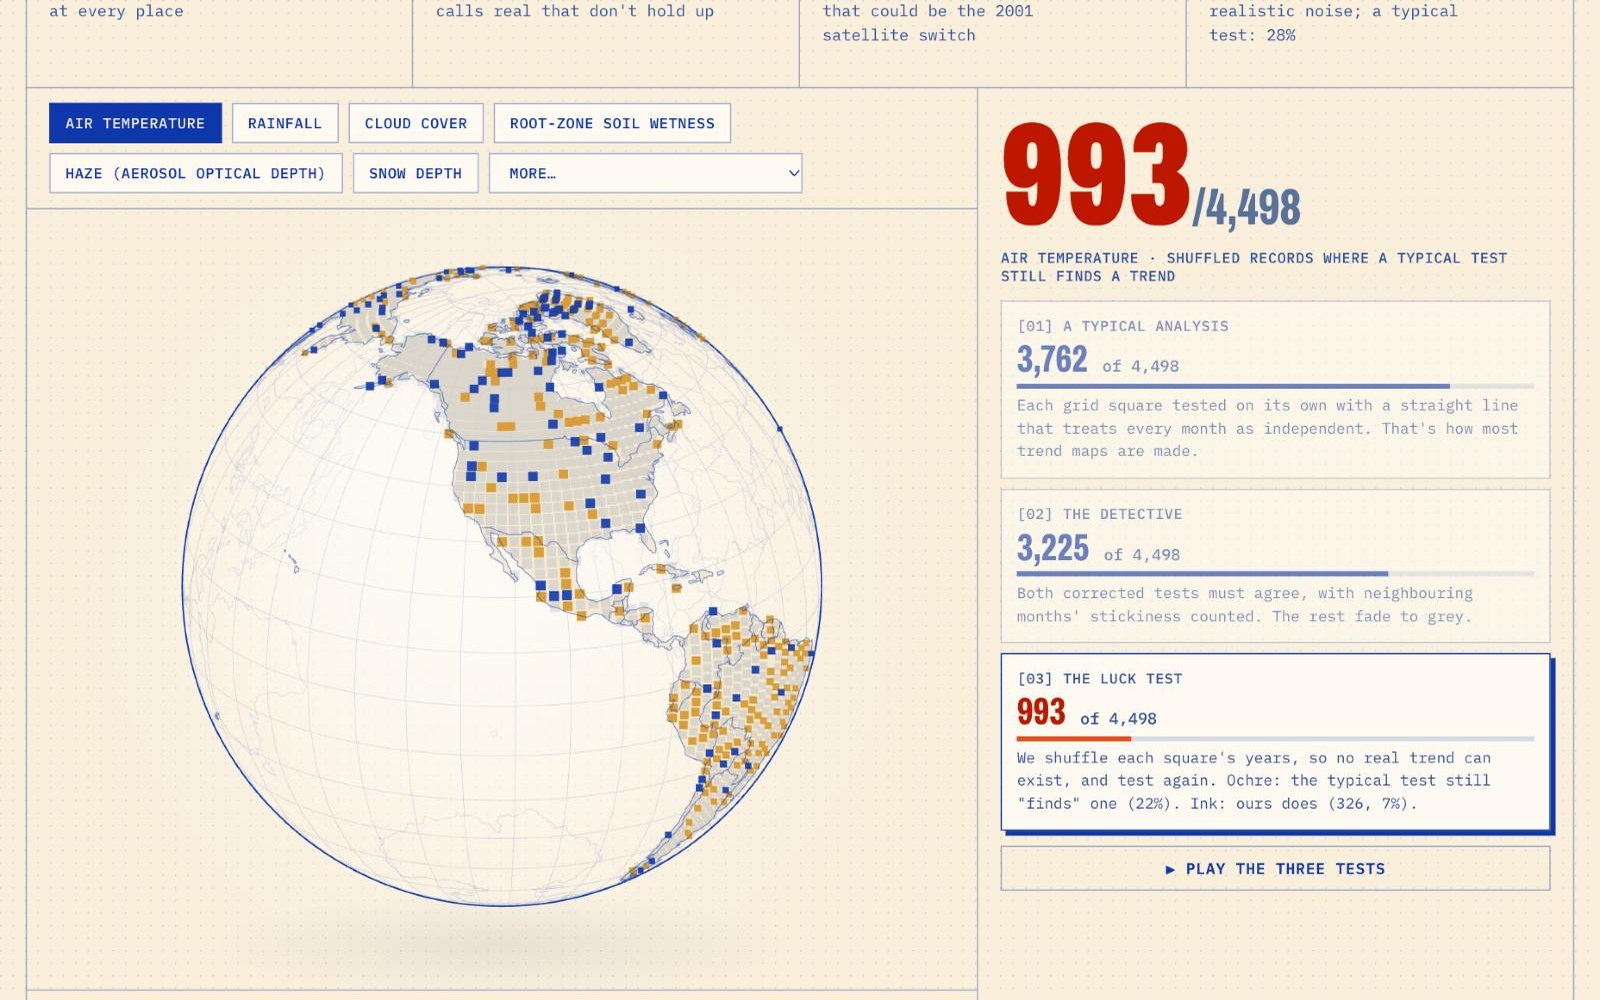 at every place
calls real that don't hold up
that could be the 2001
satellite switch
realistic noise; a typical
test: 28%
AIR TEMPERATURE
RAINFALL
CLOUD COVER
ROOT-ZONE SOIL WETNESS
HAZE (AEROSOL OPTICAL DEPTH)
SNOW DEPTH
MORE…
993/4,498
AIR TEMPERATURE · SHUFFLED RECORDS WHERE A TYPICAL TEST
STILL FINDS A TREND
[01] A TYPICAL ANALYSIS
3,762 of 4,498
Each grid square tested on its own with a straight line
that treats every month as independent. That's how most
trend maps are made.
[02] THE DETECTIVE
3,225 of 4,498
Both corrected tests must agree, with neighbouring
months' stickiness counted. The rest fade to grey.
[03] THE LUCK TEST
993 of 4,498
We shuffle each square's years, so no real trend can
exist, and test again. Ochre: the typical test still
"finds" one (22%). Ink: ours does (326, 7%).
▶ PLAY THE THREE TESTS